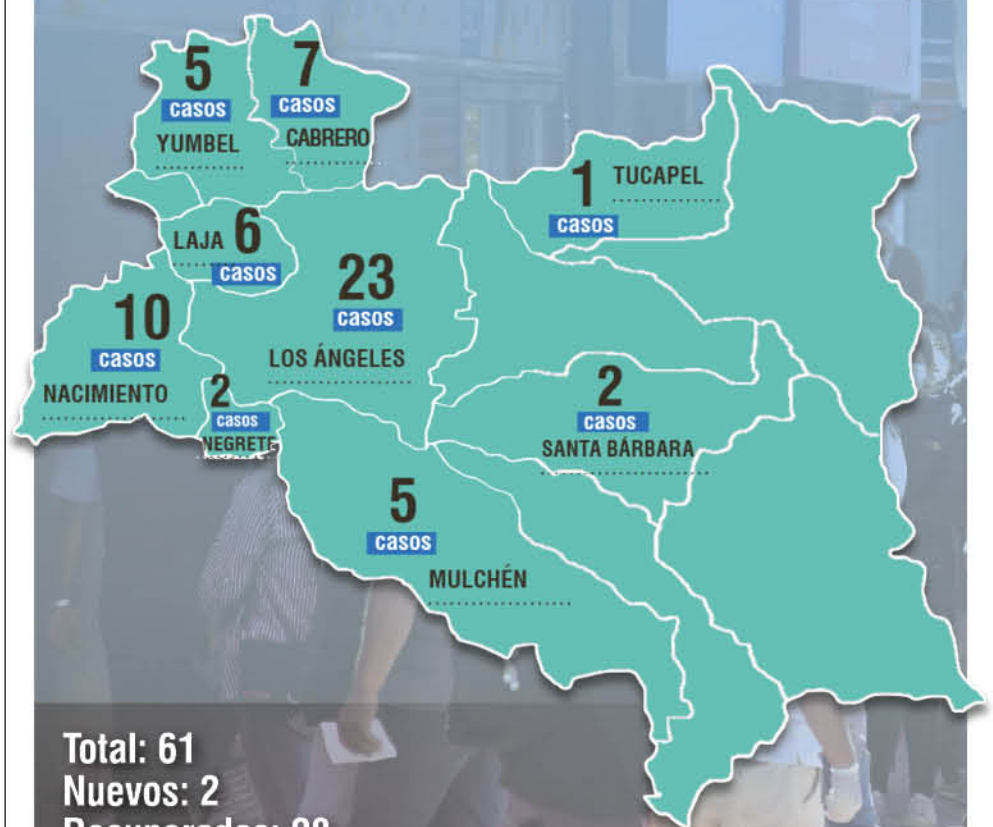 5
casos
YUMBEL
7
casos
CABRERO
1
TUCAPEL
casos
LAJA 6
casos
23
casos
LOS ÁNGELES
10
casos
NACIMIENTO
2
casos
NEGRETE
2
casos
SANTA BÁRBARA
5
casos
MULCHÉN
Total: 61
Nuevos: 2